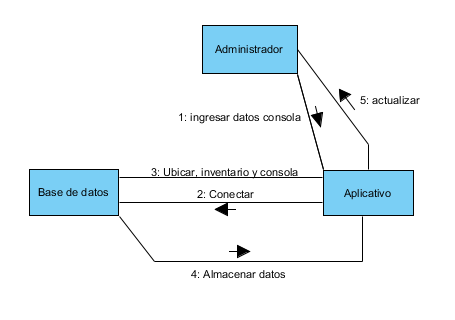 Administrador
5: actualizar
1: ingresar datos consola
3: Ubicar, inventario y consola
Base de datos
2: Conectar
Aplicativo
4: Almacenar datos